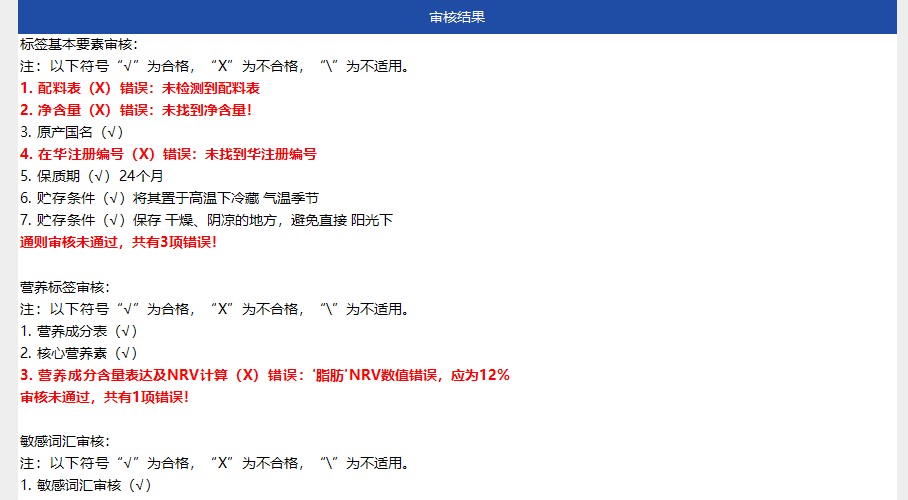 审核结果
标签基本要素审核：
注：以下符号“√”为合格，“X”为不合格，“\”为不适用。
1. 配料表（X）错误：未检测到配料表
2. 净含量（X）错误：未找到净含量！
3. 原产国名（√）
4. 在华注册编号（X）错误：未找到华注册编号
5. 保质期（√）24个月
6. 贮存条件（√）将其置于高温下冷藏 气温季节
7. 贮存条件（√）保存 干燥、阴凉的地方，避免直接 阳光下
通则审核未通过，共有3项错误！
营养标签审核：
注：以下符号“√”为合格，“X”为不合格，“\”为不适用。
1. 营养成分表（√）
2. 核心营养素（√）
3. 营养成分含量表达及NRV计算（X）错误：'脂肪'NRV数值错误，应为12%
审核未通过，共有1项错误！
敏感词汇审核：
注：以下符号“√”为合格，“X”为不合格，“\”为不适用。
1. 敏感词汇审核（√）